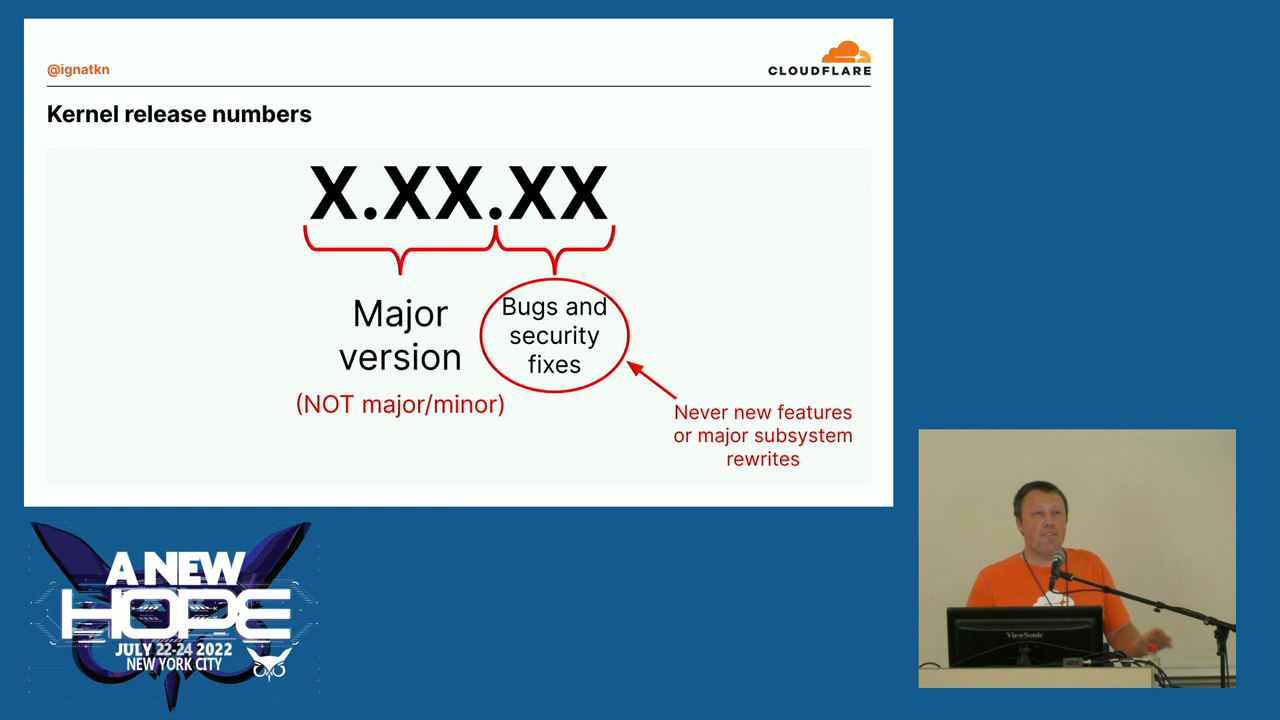 @ignatkn
CLOUDFLARE
Kernel release numbers
X.XX.XX
Major
version
(NOT major/minor)
Bugs and
security
fixes
Never new features
or major subsystem
rewrites
A NEW
HOPE
JULY 22-24 2022
NEW YORK CITY
ViewSonic